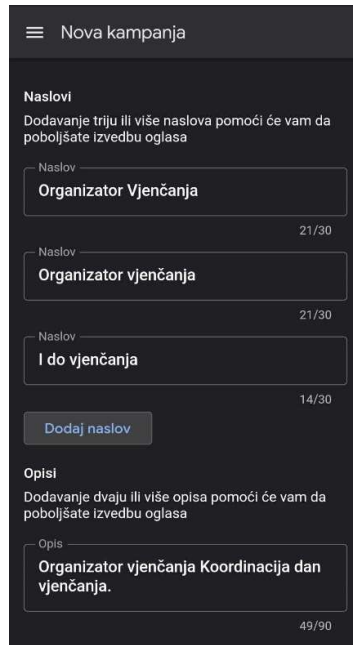 Nova kampanja
Naslovi
Dodavanje triju ili više naslova pomoći će vam da
poboljšate izvedbu oglasa
Naslov
Organizator Vjenčanja
21/30
Naslov
Organizator vjenčanja
21/30
Naslov
I do vjenčanja
14/30
Dodaj naslov
Opisi
Dodavanje dvaju ili više opisa pomoći će vam da
poboljšate izvedbu oglasa
Opis
Organizator vjenčanja Koordinacija dan
vjenčanja.
49/90